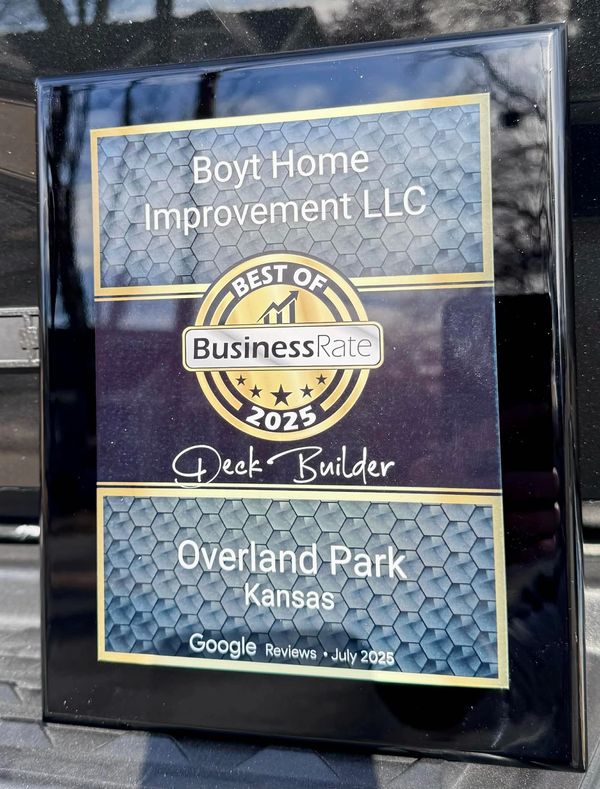 Boyt Home
Improvement LLC
BEST OF
BusinessRate
2025
Deck Builder
Overland Park
Kansas
Google Reviews • July 2025